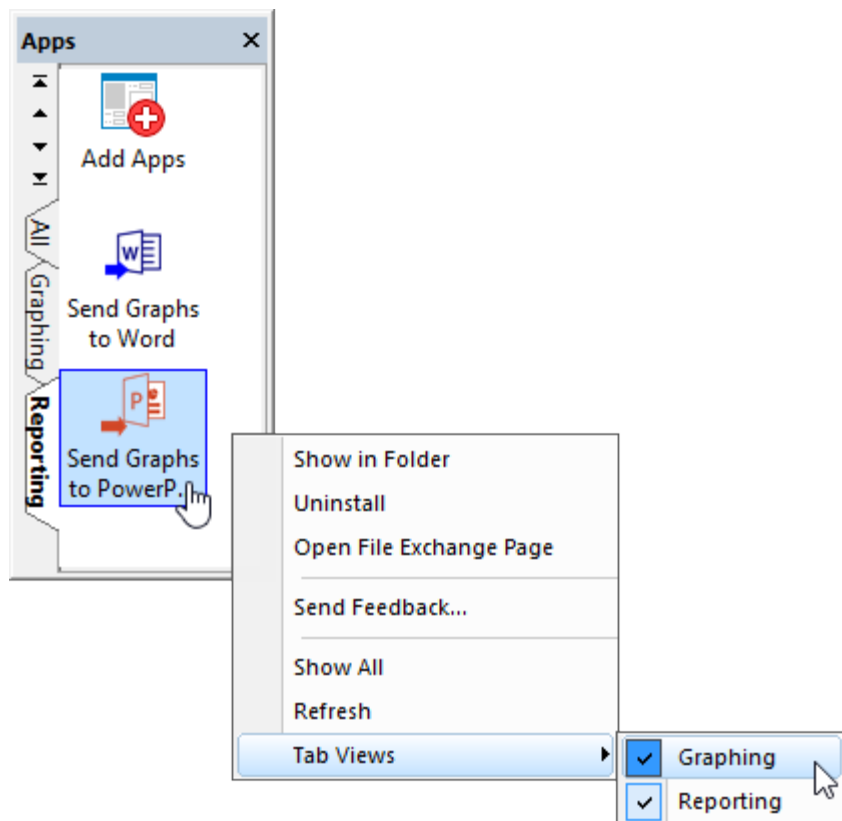 Apps
Add Apps
Send Graphs
to Word
Send Graphs
to PowerP...
All
Graphing
Reporting
Show in Folder
Uninstall
Open File Exchange Page
Send Feedback...
Show All
Refresh
Tab Views
Graphing
Reporting